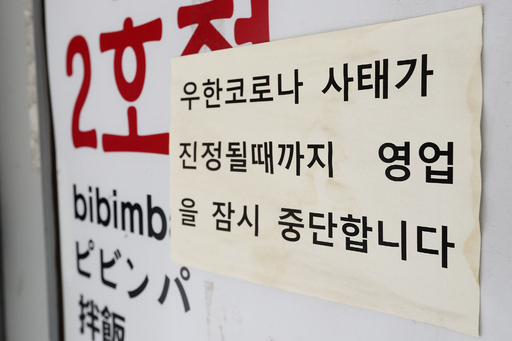 2호점
우한코로나 사태가
진정될때까지 영업
을 잠시 중단합니다
bibimb
ピビンパ
拌飯